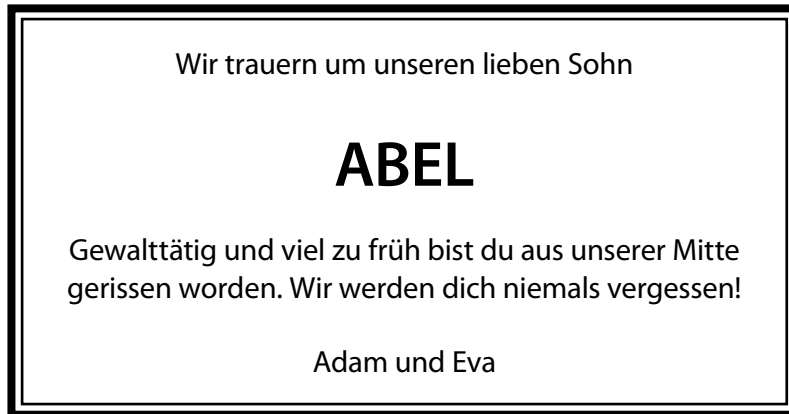 Wir trauern um unseren lieben Sohn
ABEL
Gewalttätig und viel zu früh bist du aus unserer Mitte
gerissen worden. Wir werden dich niemals vergessen!
Adam und Eva